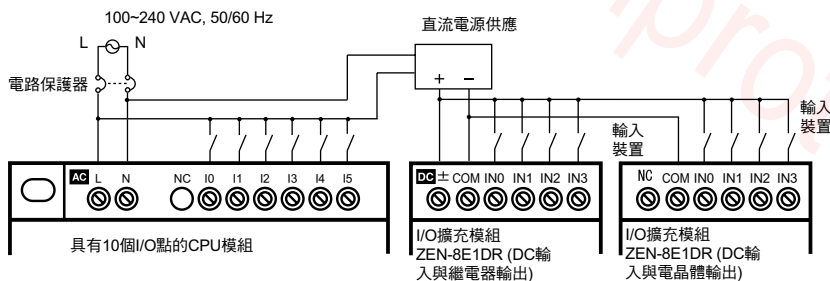 100~240 VAC, 50/60 Hz
L N
電路保護器
直流電源供應
+ −
輸入
裝置
輸入
裝置
AC L N NC I0 I1 I2 I3 I4 I5
DC ± COM IN0 IN1 IN2 IN3
NC COM IN0 IN1 IN2 IN3
具有10個I/O點的CPU模組
I/O擴充模組
ZEN-8E1DR (DC輸
入與繼電器輸出)
I/O擴充模組
ZEN-8E1DR (DC輸
入與電晶體輸出)